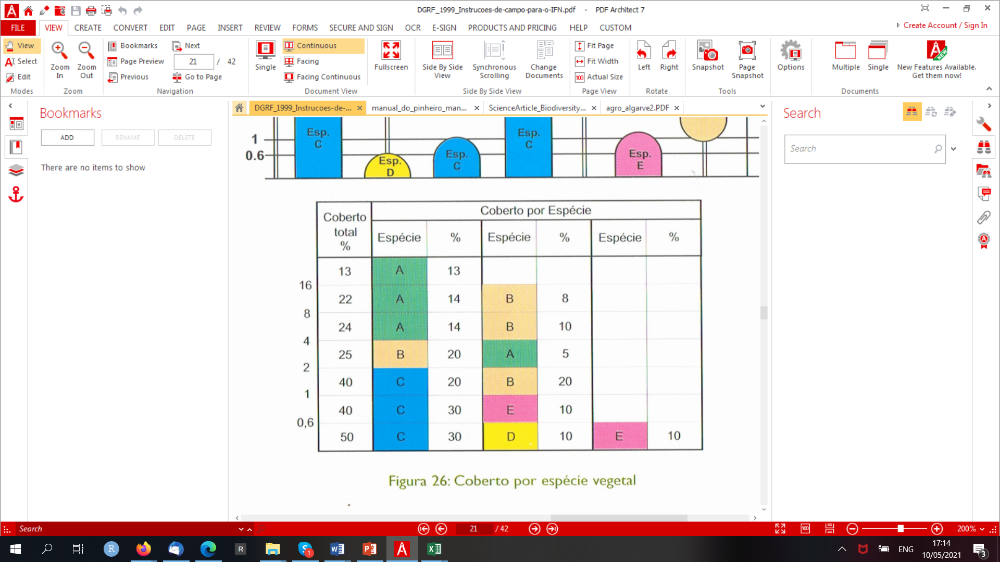 DGRF_1999_Instrucoes-de-campo-para-o-IFN.pdf - PDF Architect 7
FILE VIEW CREATE CONVERT EDIT PAGE INSERT REVIEW FORMS SECURE AND SIGN OCR E-SIGN PRODUCTS AND PRICING HELP CUSTOM Create Account / Sign In
View
Select
Edit
Modes
Zoom In
Zoom Out
Zoom
Bookmarks
Page Preview
Previous
Next
21 / 42
Go to Page
Navigation
Single
Continuous
Facing
Facing Continuous
Document View
Fullscreen
Side By Side View
Synchronous Scrolling
Change Documents
Side By Side View
Fit Page
Fit Width
100 Actual Size
Page View
Left
Right
Rotate
Snapshot
Page Snapshot
Tools
Options
Multiple
Single
NEW
New Features Available.
Get them now!
Documents
Bookmarks
ADD RENAME DELETE
There are no items to show
DGRF_1999_Instrucoes-de-... manual_do_pinheiro_man... ScienceArticle_Biodiversity... agro_algarve2.PDF
Search
Search
1
0.6
Esp. C
Esp. D
Esp. C
Esp. C
Esp. E
Coberto total %
Coberto por Espécie
Espécie % Espécie % Espécie %
13 A 13
16
22 A 14 B 8
8
24 A 14 B 10
4
25 B 20 A 5
2
40 C 20 B 20
1
40 C 30 E 10
0,6
50 C 30 D 10 E 10
Figura 26: Coberto por espécie vegetal
Search
21 / 42
100
200%
R
R
1
ENG
17:14
10/05/2021
3